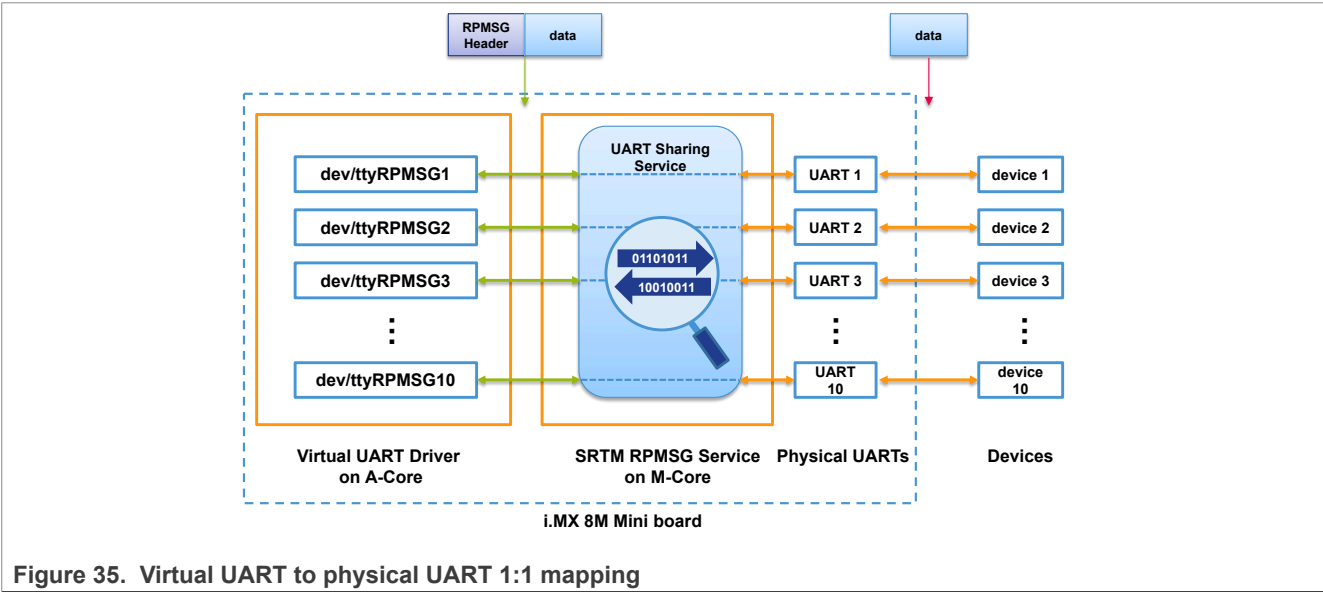 RPMSG
Header
data
data
UART Sharing
Service
dev/ttyRPMSG1
UART 1
device 1
dev/ttyRPMSG2
UART 2
device 2
01101011
dev/ttyRPMSG3
10010011
UART 3
device 3
dev/ttyRPMSG10
UART
10
device
10
Virtual UART Driver
on A-Core
SRTM RPMSG Service
on M-Core
Physical UARTs
Devices
i.MX 8M Mini board
Figure 35. Virtual UART to physical UART 1:1 mapping